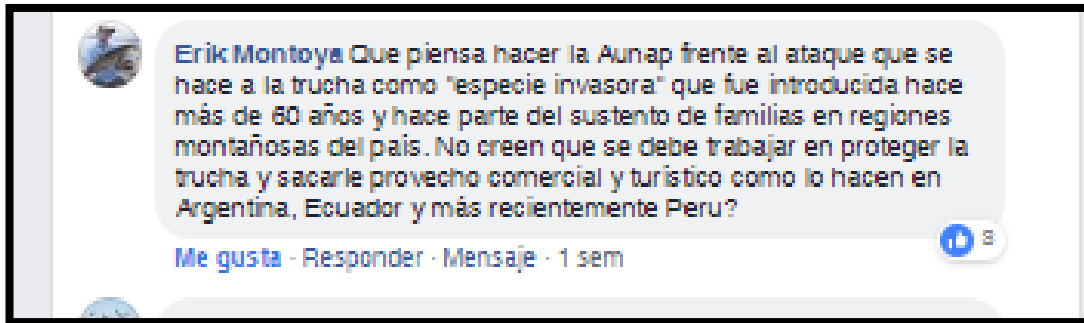 Erik Montoya Que piensa hacer la Aunap frente al ataque que se
hace a la trucha como "especie invasora" que fue introducida hace
más de 60 años y hace parte del sustento de familias en regiones
montañosas del país. No creen que se debe trabajar en proteger la
trucha y sacarle provecho comercial y turístico como lo hacen en
Argentina, Ecuador y más recientemente Peru?
3
Me gusta · Responder · Mensaje · 1 sem